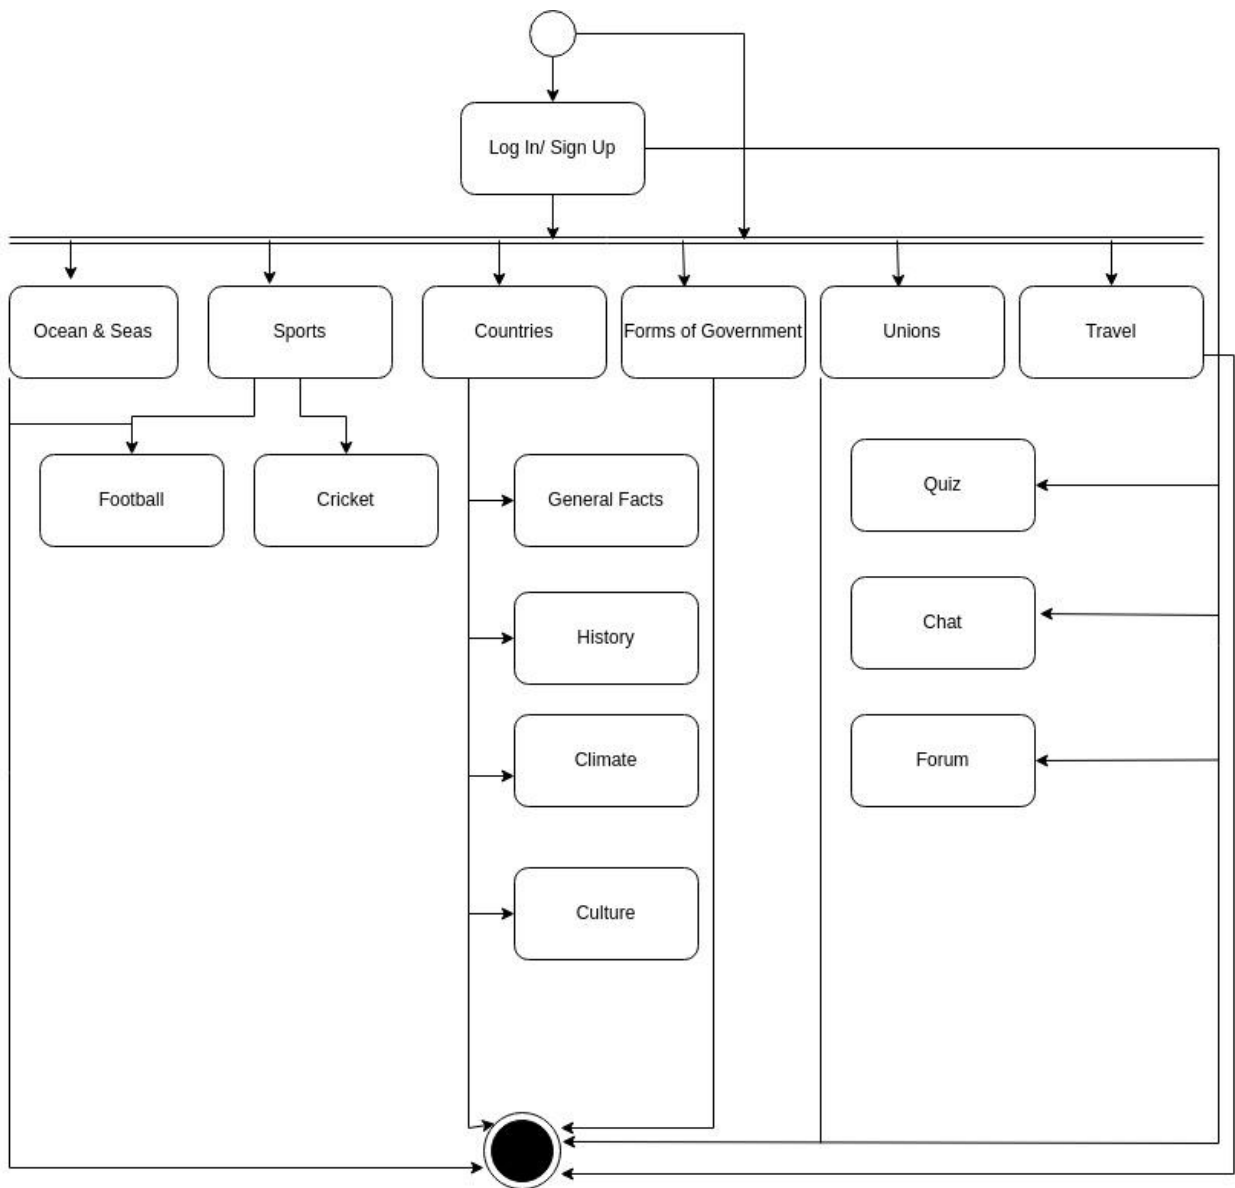 Log In/ Sign Up
Ocean & Seas
Sports
Countries
Forms of Government
Unions
Travel
Football
Cricket
General Facts
Quiz
History
Chat
Climate
Forum
Culture